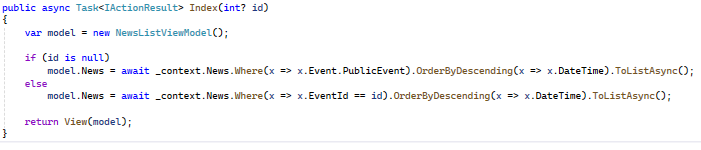 public async Task<IActionResult> Index(int? id)
{
    var model = new NewsListViewModel();

    if (id is null)
        model.News = await _context.News.Where(x => x.Event.PublicEvent).OrderByDescending(x => x.DateTime).ToListAsync();
    else
        model.News = await _context.News.Where(x => x.EventId == id).OrderByDescending(x => x.DateTime).ToListAsync();

    return View(model);
}